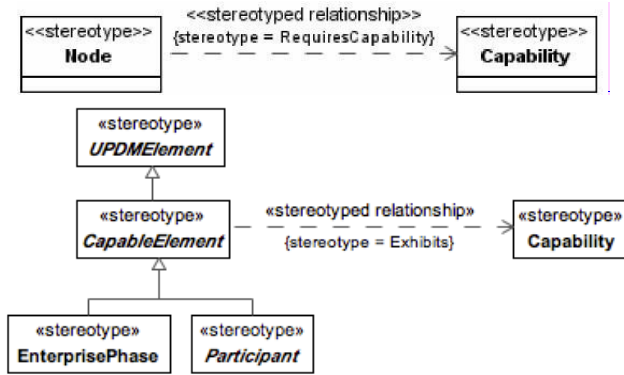 <<stereotyped relationship>>
<<stereotype>>
Node
{stereotype = RequiresCapability}
<<stereotype>>
Capability
«stereotype»
UPDMElement
«stereotype»
CapableElement
«stereotyped relationship»
{stereotype = Exhibits}
«stereotype»
Capability
«stereotype»
EnterprisePhase
«stereotype»
Participant